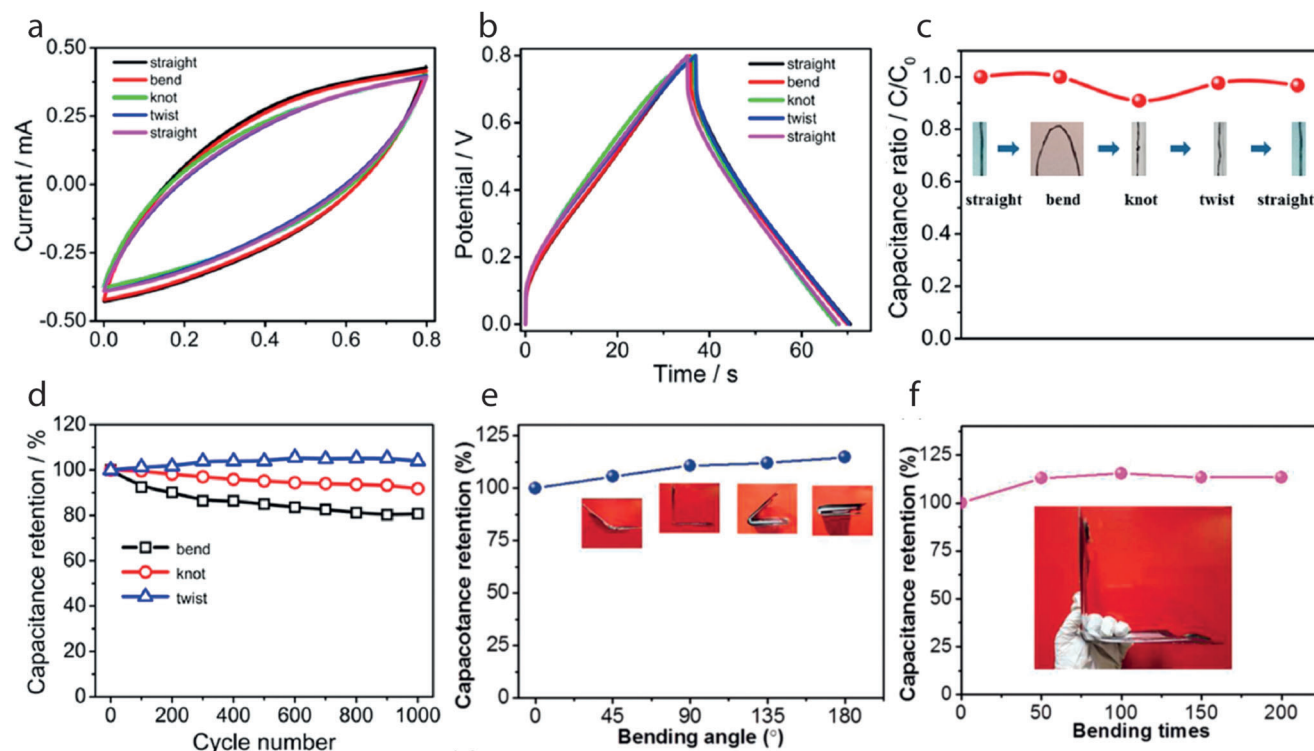 a
0.50
0.25
0.00
-0.25
-0.50
Current / mA
straight
bend
knot
twist
straight
0.0 0.2 0.4 0.6 0.8
b
0.8
0.6
0.4
0.2
0.0
Potential / V
straight
bend
knot
twist
straight
0 20 40 60
Time / s
c
1.0
0.8
0.6
0.4
0.2
0.0
Capacitance ratio / C/C0
straight bend knot twist straight
d
120
100
80
60
40
20
0
Capacitance retention / %
bend
knot
twist
0 200 400 600 800 1000
Cycle number
e
125
100
75
50
25
0
Capacotance retention (%)
0 45 90 135 180
Bending angle (°)
f
125
100
75
50
25
0
Capacitance retention (%)
0 50 100 150 200
Bending times